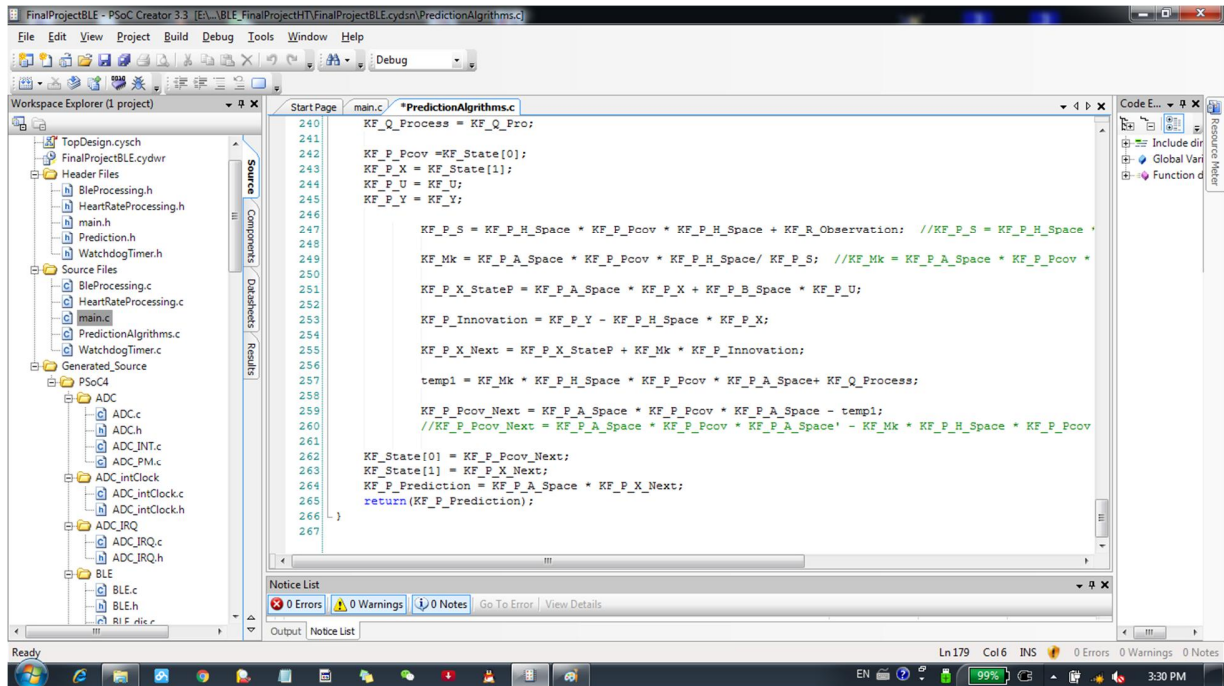 FinalProjectBLE - PSoC Creator 3.3 [E:\...\BLE_FinalProjectHT\FinalProjectBLE.cydsn\PredictionAlgorithms.c]
File Edit View Project Build Debug Tools Window Help
Debug
Workspace Explorer (1 project)
TopDesign.cysch
FinalProjectBLE.cydwr
Header Files
BleProcessing.h
HeartRateProcessing.h
main.h
Prediction.h
WatchdogTimer.h
Source Files
BleProcessing.c
HeartRateProcessing.c
main.c
PredictionAlgrithms.c
WatchdogTimer.c
Generated_Source
PSoC4
ADC
ADC.c
ADC.h
ADC_INT.c
ADC_PM.c
ADC_intClock
ADC_intClock.c
ADC_intClock.h
ADC_IRQ
ADC_IRQ.c
ADC_IRQ.h
BLE
BLE.c
BLE.h
BLE_dis.c
Source
Components
Datasheets
Results
Start Page main.c *PredictionAlgrithms.c
240 KF_Q_Process = KF_Q_Pro;
241
242 KF_P_Pcov =KF_State[0];
243 KF_P_X = KF_State[1];
244 KF_P_U = KF_U;
245 KF_P_Y = KF_Y;
246
247 KF_P_S = KF_P_H_Space * KF_P_Pcov * KF_P_H_Space + KF_R_Observation; //KF_P_S = KF_P_H_Space *
248
249 KF_Mk = KF_P_A_Space * KF_P_Pcov * KF_P_H_Space/ KF_P_S; //KF_Mk = KF_P_A_Space * KF_P_Pcov *
250
251 KF_P_X_StateP = KF_P_A_Space * KF_P_X + KF_P_B_Space * KF_P_U;
252
253 KF_P_Innovation = KF_P_Y - KF_P_H_Space * KF_P_X;
254
255 KF_P_X_Next = KF_P_X_StateP + KF_Mk * KF_P_Innovation;
256
257 temp1 = KF_Mk * KF_P_H_Space * KF_P_Pcov * KF_P_A_Space+ KF_Q_Process;
258
259 KF_P_Pcov_Next = KF_P_A_Space * KF_P_Pcov * KF_P_A_Space - temp1;
260 //KF_P_Pcov_Next = KF_P_A_Space * KF_P_Pcov * KF_P_A_Space' - KF_Mk * KF_P_H_Space * KF_P_Pcov
261
262 KF_State[0] = KF_P_Pcov_Next;
263 KF_State[1] = KF_P_X_Next;
264 KF_P_Prediction = KF_P_A_Space * KF_P_X_Next;
265 return(KF_P_Prediction);
266 }
267
Code E...
Include dir
Global Vari
Function d
Resource Meter
Notice List
0 Errors 0 Warnings 0 Notes Go To Error View Details
Output Notice List
Ready Ln 179 Col 6 INS 0 Errors 0 Warnings 0 Notes
EN 99% 3:30 PM